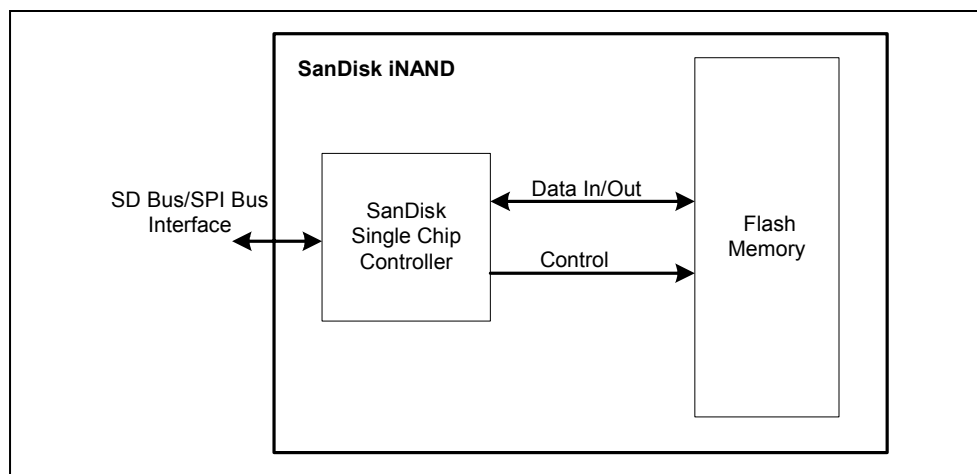 SanDisk iNAND
SD Bus/SPI Bus
Interface
SanDisk
Single Chip
Controller
Data In/Out
Control
Flash
Memory